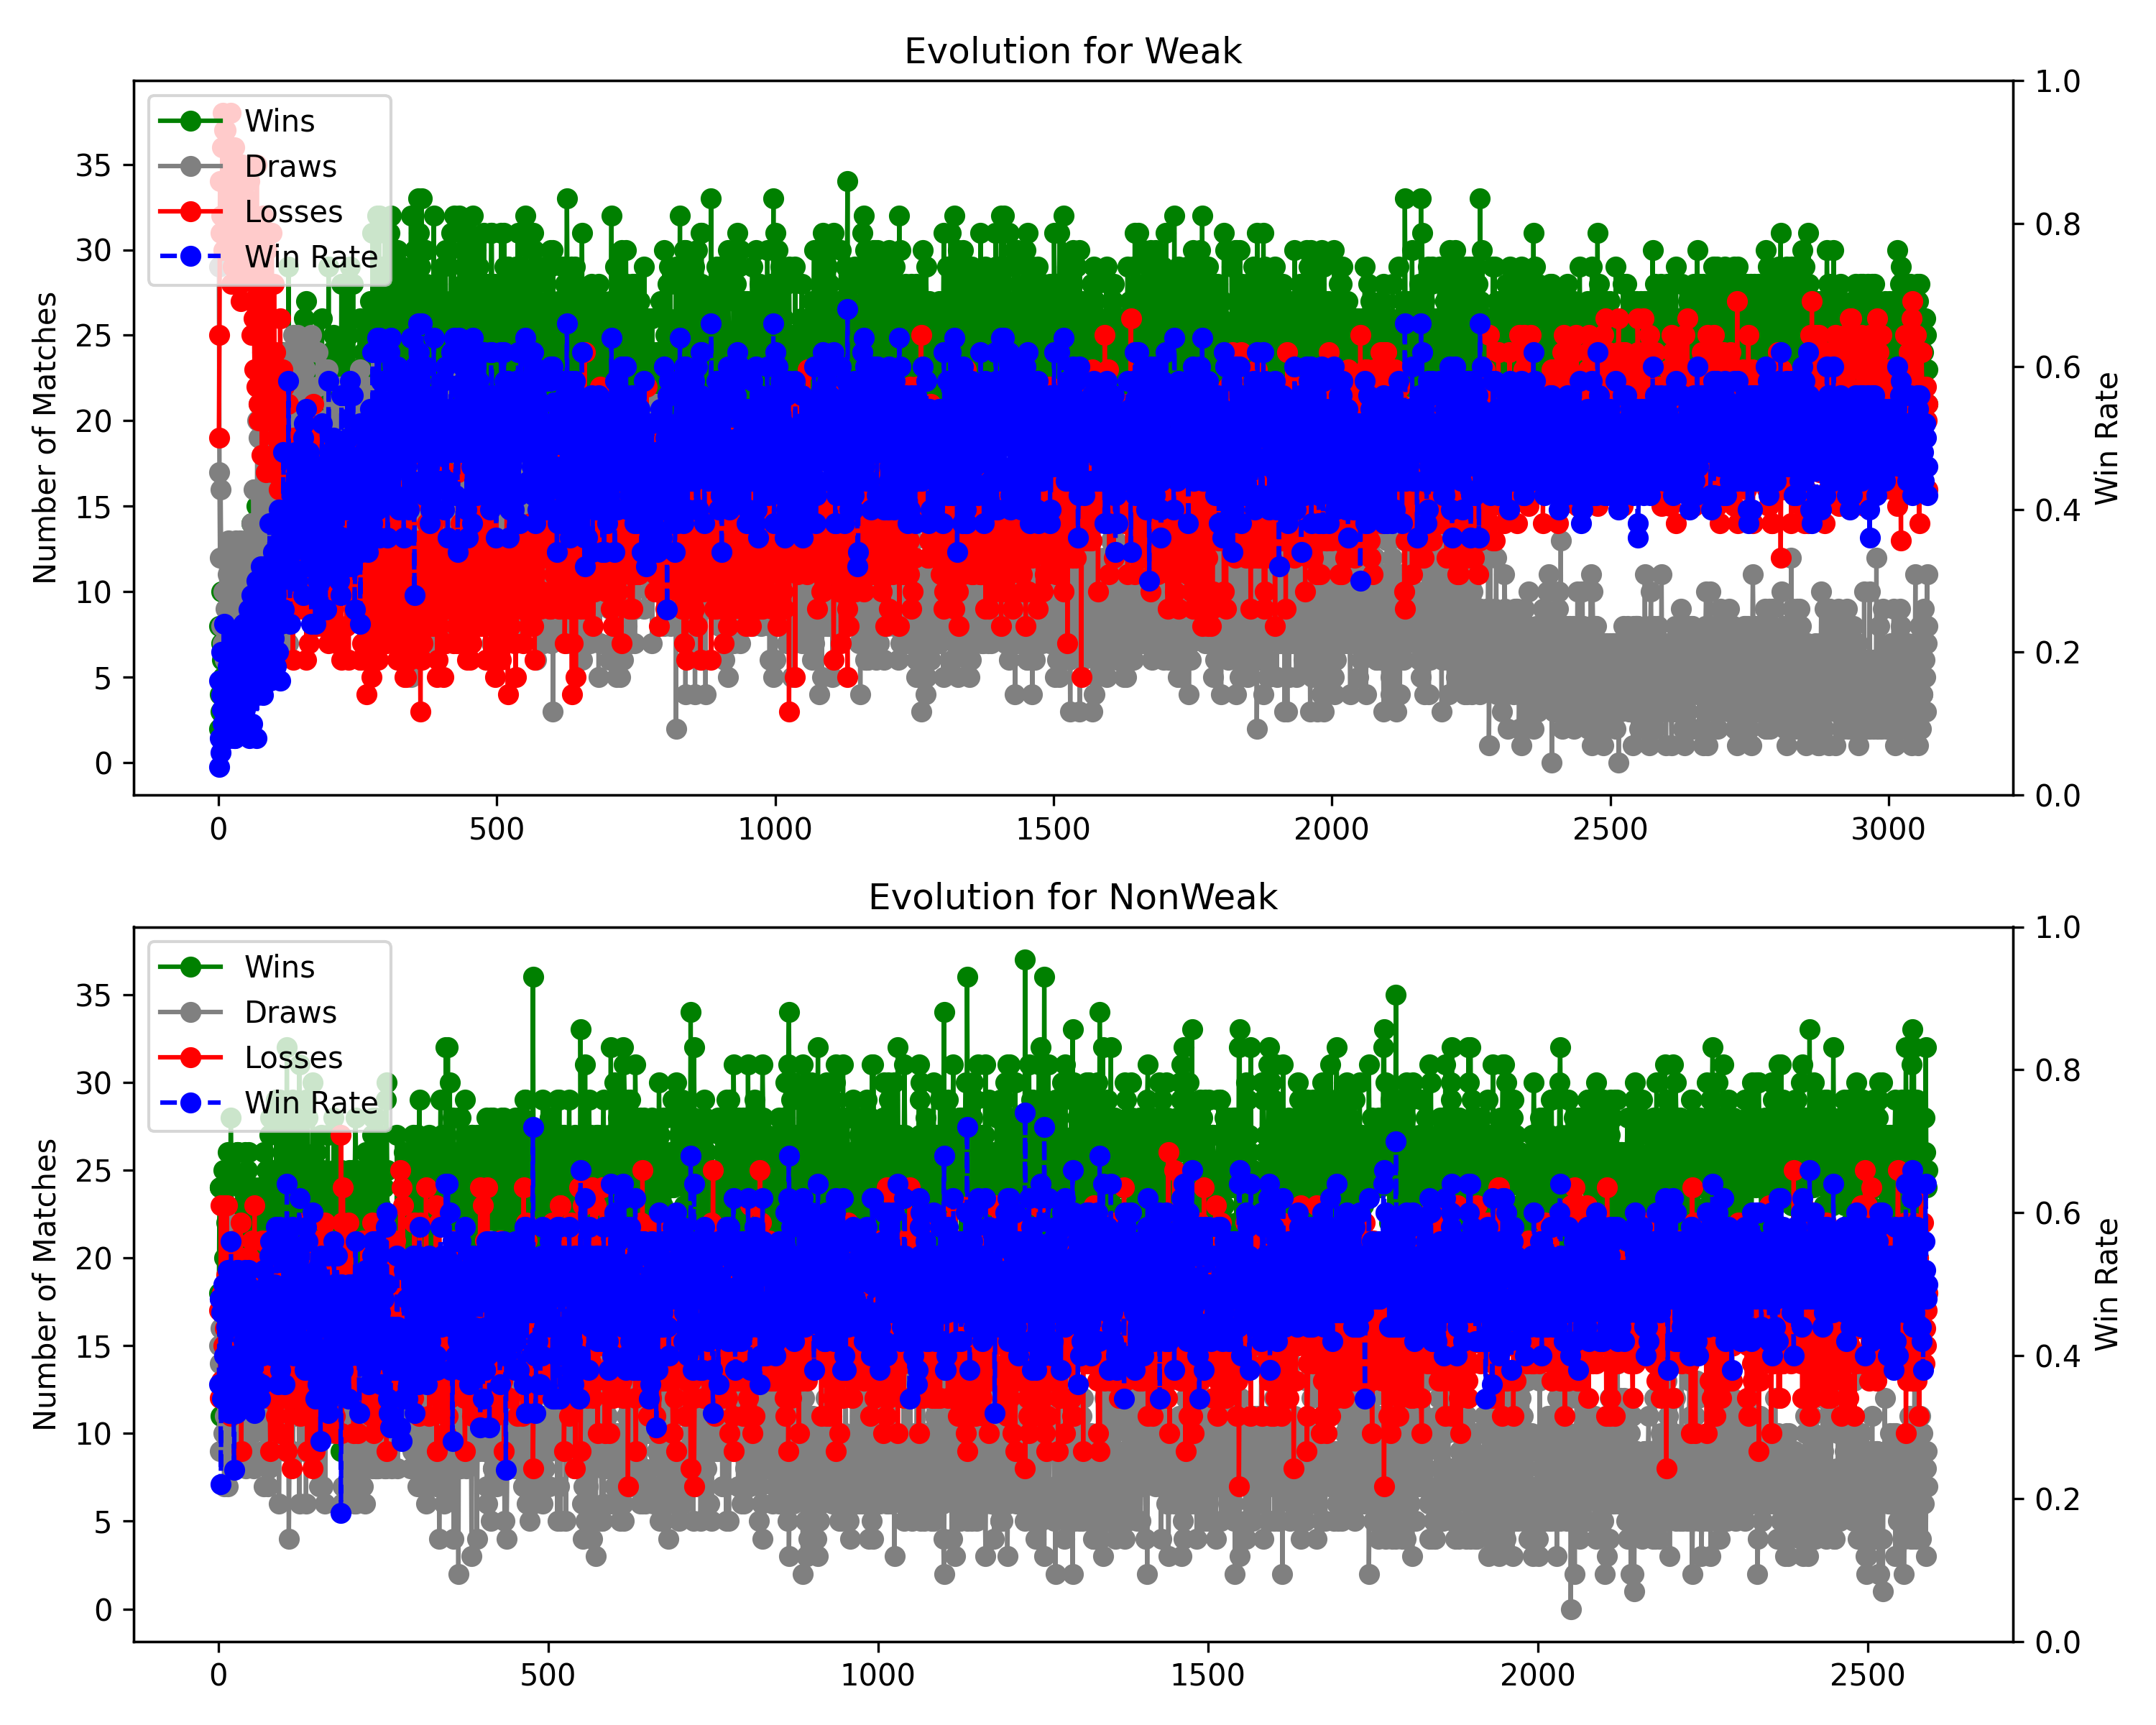 Evolution for Weak
Wins
Draws
Losses
Win Rate
Number of Matches
35
30
25
20
15
10
5
0
1.0
0.8
0.6
0.4
0.2
0.0
Win Rate
0 500 1000 1500 2000 2500 3000
Evolution for NonWeak
Wins
Draws
Losses
Win Rate
Number of Matches
35
30
25
20
15
10
5
0
1.0
0.8
0.6
0.4
0.2
0.0
Win Rate
0 500 1000 1500 2000 2500